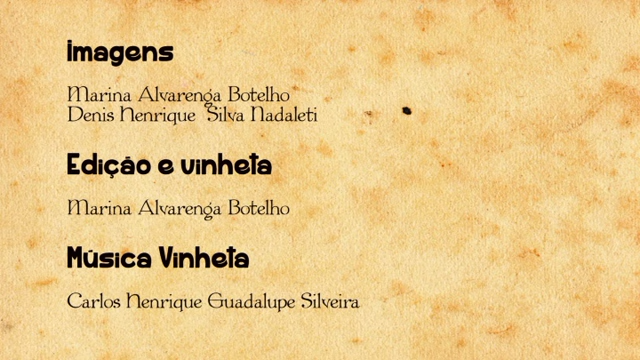 Imagens
Marina Alvarenga Botelho
Denis Henrique Silva Nadaleti
Edição e vinheta
Marina Alvarenga Botelho
Música Vinheta
Carlos Henrique Guadalupe Silveira